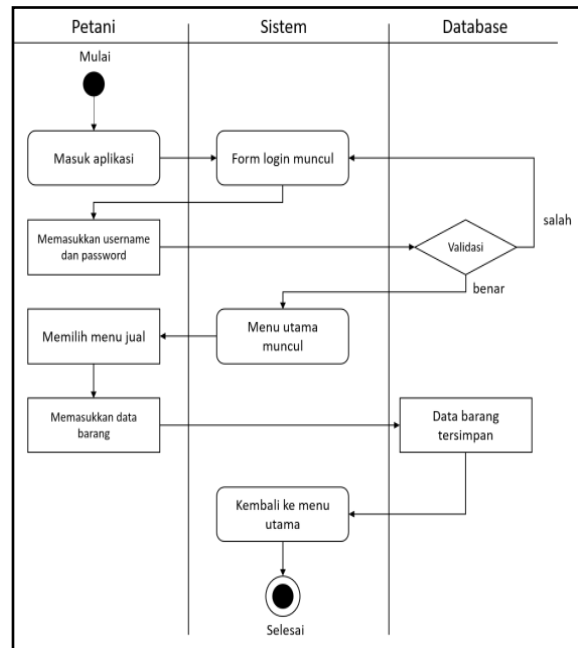 Petani
Sistem
Database
Mulai
Masuk aplikasi
Form login muncul
salah
Memasukkan username
dan password
Validasi
benar
Memilih menu jual
Menu utama
muncul
Memasukkan data
barang
Data barang
tersimpan
Kembali ke menu
utama
Selesai